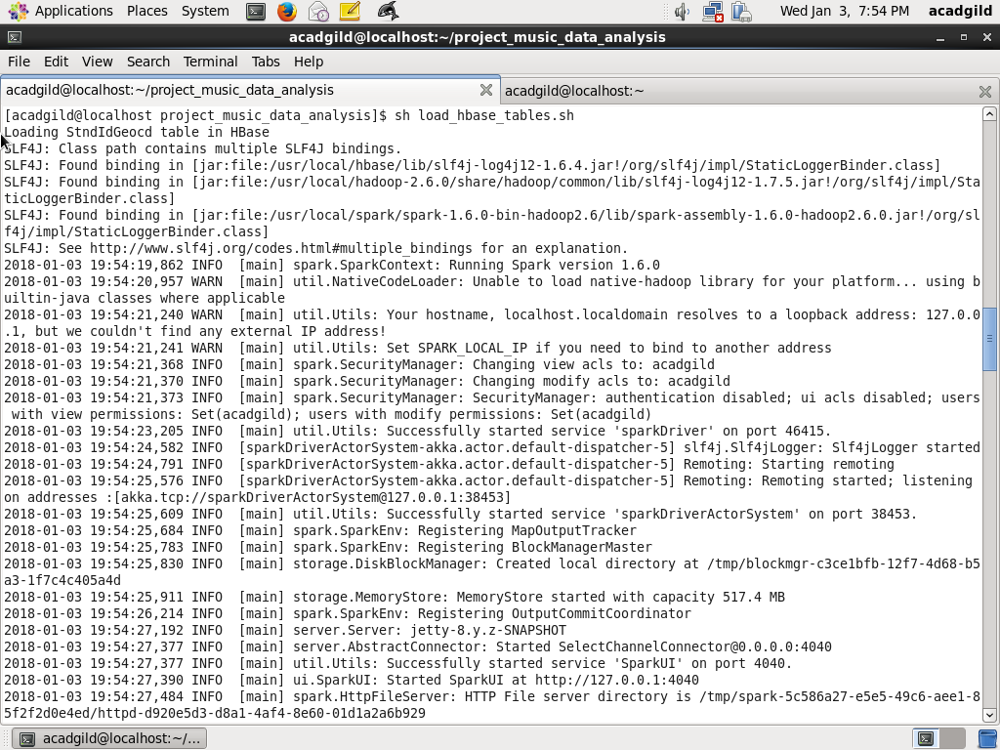 Applications Places System Wed Jan 3, 7:54 PM acadgild
acadgild@localhost:~/project_music_data_analysis
File Edit View Search Terminal Tabs Help
acadgild@localhost:~/project_music_data_analysis acadgild@localhost:~
[acadgild@localhost project_music_data_analysis]$ sh load_hbase_tables.sh
Loading StndIdGeocd table in HBase
SLF4J: Class path contains multiple SLF4J bindings.
SLF4J: Found binding in [jar:file:/usr/local/hbase/lib/slf4j-log4j12-1.6.4.jar!/org/slf4j/impl/StaticLoggerBinder.class]
SLF4J: Found binding in [jar:file:/usr/local/hadoop-2.6.0/share/hadoop/common/lib/slf4j-log4j12-1.7.5.jar!/org/slf4j/impl/Sta
ticLoggerBinder.class]
SLF4J: Found binding in [jar:file:/usr/local/spark/spark-1.6.0-bin-hadoop2.6/lib/spark-assembly-1.6.0-hadoop2.6.0.jar!/org/sl
f4j/impl/StaticLoggerBinder.class]
SLF4J: See http://www.slf4j.org/codes.html#multiple_bindings for an explanation.
2018-01-03 19:54:19,862 INFO  [main] spark.SparkContext: Running Spark version 1.6.0
2018-01-03 19:54:20,957 WARN  [main] util.NativeCodeLoader: Unable to load native-hadoop library for your platform... using b
uiltin-java classes where applicable
2018-01-03 19:54:21,240 WARN  [main] util.Utils: Your hostname, localhost.localdomain resolves to a loopback address: 127.0.0
.1, but we couldn't find any external IP address!
2018-01-03 19:54:21,241 WARN  [main] util.Utils: Set SPARK_LOCAL_IP if you need to bind to another address
2018-01-03 19:54:21,368 INFO  [main] spark.SecurityManager: Changing view acls to: acadgild
2018-01-03 19:54:21,370 INFO  [main] spark.SecurityManager: Changing modify acls to: acadgild
2018-01-03 19:54:21,373 INFO  [main] spark.SecurityManager: SecurityManager: authentication disabled; ui acls disabled; users
 with view permissions: Set(acadgild); users with modify permissions: Set(acadgild)
2018-01-03 19:54:23,205 INFO  [main] util.Utils: Successfully started service 'sparkDriver' on port 46415.
2018-01-03 19:54:24,582 INFO  [sparkDriverActorSystem-akka.actor.default-dispatcher-5] slf4j.Slf4jLogger: Slf4jLogger started
2018-01-03 19:54:24,791 INFO  [sparkDriverActorSystem-akka.actor.default-dispatcher-5] Remoting: Starting remoting
2018-01-03 19:54:25,576 INFO  [sparkDriverActorSystem-akka.actor.default-dispatcher-5] Remoting: Remoting started; listening
on addresses :[akka.tcp://sparkDriverActorSystem@127.0.0.1:38453]
2018-01-03 19:54:25,609 INFO  [main] util.Utils: Successfully started service 'sparkDriverActorSystem' on port 38453.
2018-01-03 19:54:25,684 INFO  [main] spark.SparkEnv: Registering MapOutputTracker
2018-01-03 19:54:25,783 INFO  [main] spark.SparkEnv: Registering BlockManagerMaster
2018-01-03 19:54:25,830 INFO  [main] storage.DiskBlockManager: Created local directory at /tmp/blockmgr-c3ce1bfb-12f7-4d68-b5
a3-1f7c4c405a4d
2018-01-03 19:54:25,911 INFO  [main] storage.MemoryStore: MemoryStore started with capacity 517.4 MB
2018-01-03 19:54:26,214 INFO  [main] spark.SparkEnv: Registering OutputCommitCoordinator
2018-01-03 19:54:27,192 INFO  [main] server.Server: jetty-8.y.z-SNAPSHOT
2018-01-03 19:54:27,377 INFO  [main] server.AbstractConnector: Started SelectChannelConnector@0.0.0.0:4040
2018-01-03 19:54:27,377 INFO  [main] util.Utils: Successfully started service 'SparkUI' on port 4040.
2018-01-03 19:54:27,390 INFO  [main] ui.SparkUI: Started SparkUI at http://127.0.0.1:4040
2018-01-03 19:54:27,484 INFO  [main] spark.HttpFileServer: HTTP File server directory is /tmp/spark-5c586a27-e5e5-49c6-aee1-8
5f2f2d0e4ed/httpd-d920e5d3-d8a1-4af4-8e60-01d1a2a6b929
acadgild@localhost:~/...